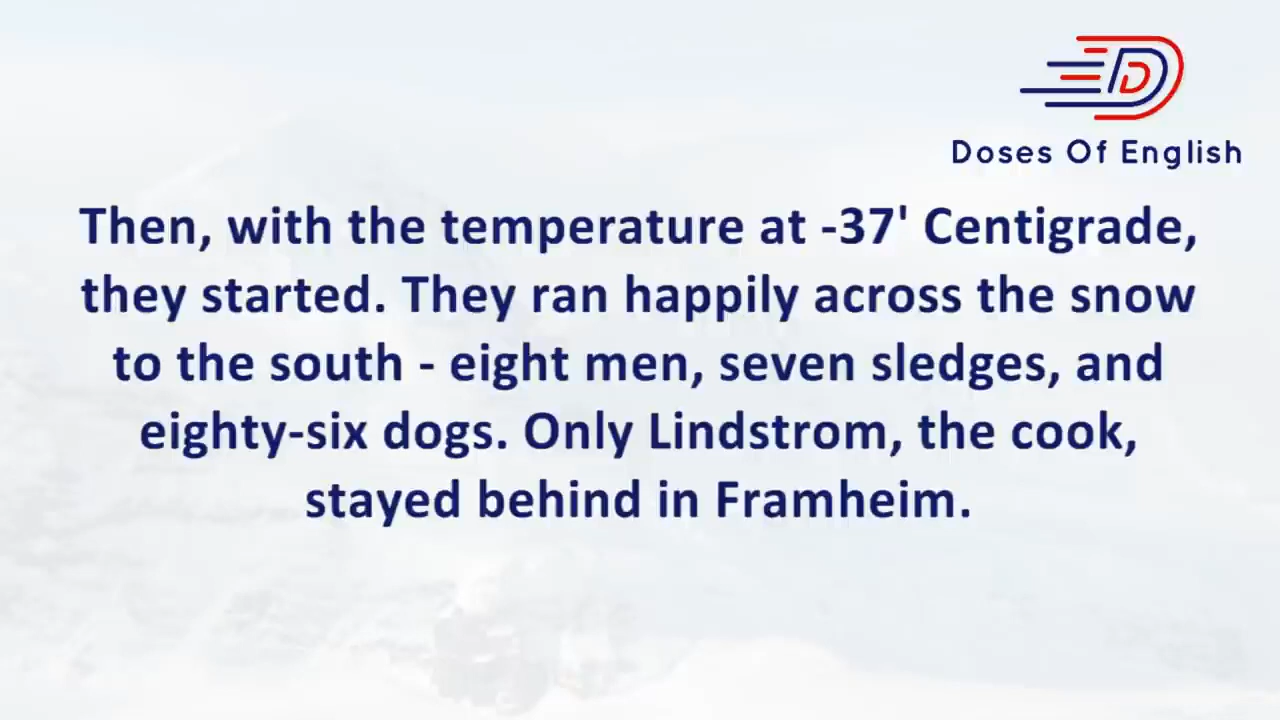 Doses Of English
Then, with the temperature at -37' Centigrade,
they started. They ran happily across the snow
to the south - eight men, seven sledges, and
eighty-six dogs. Only Lindstrom, the cook,
stayed behind in Framheim.